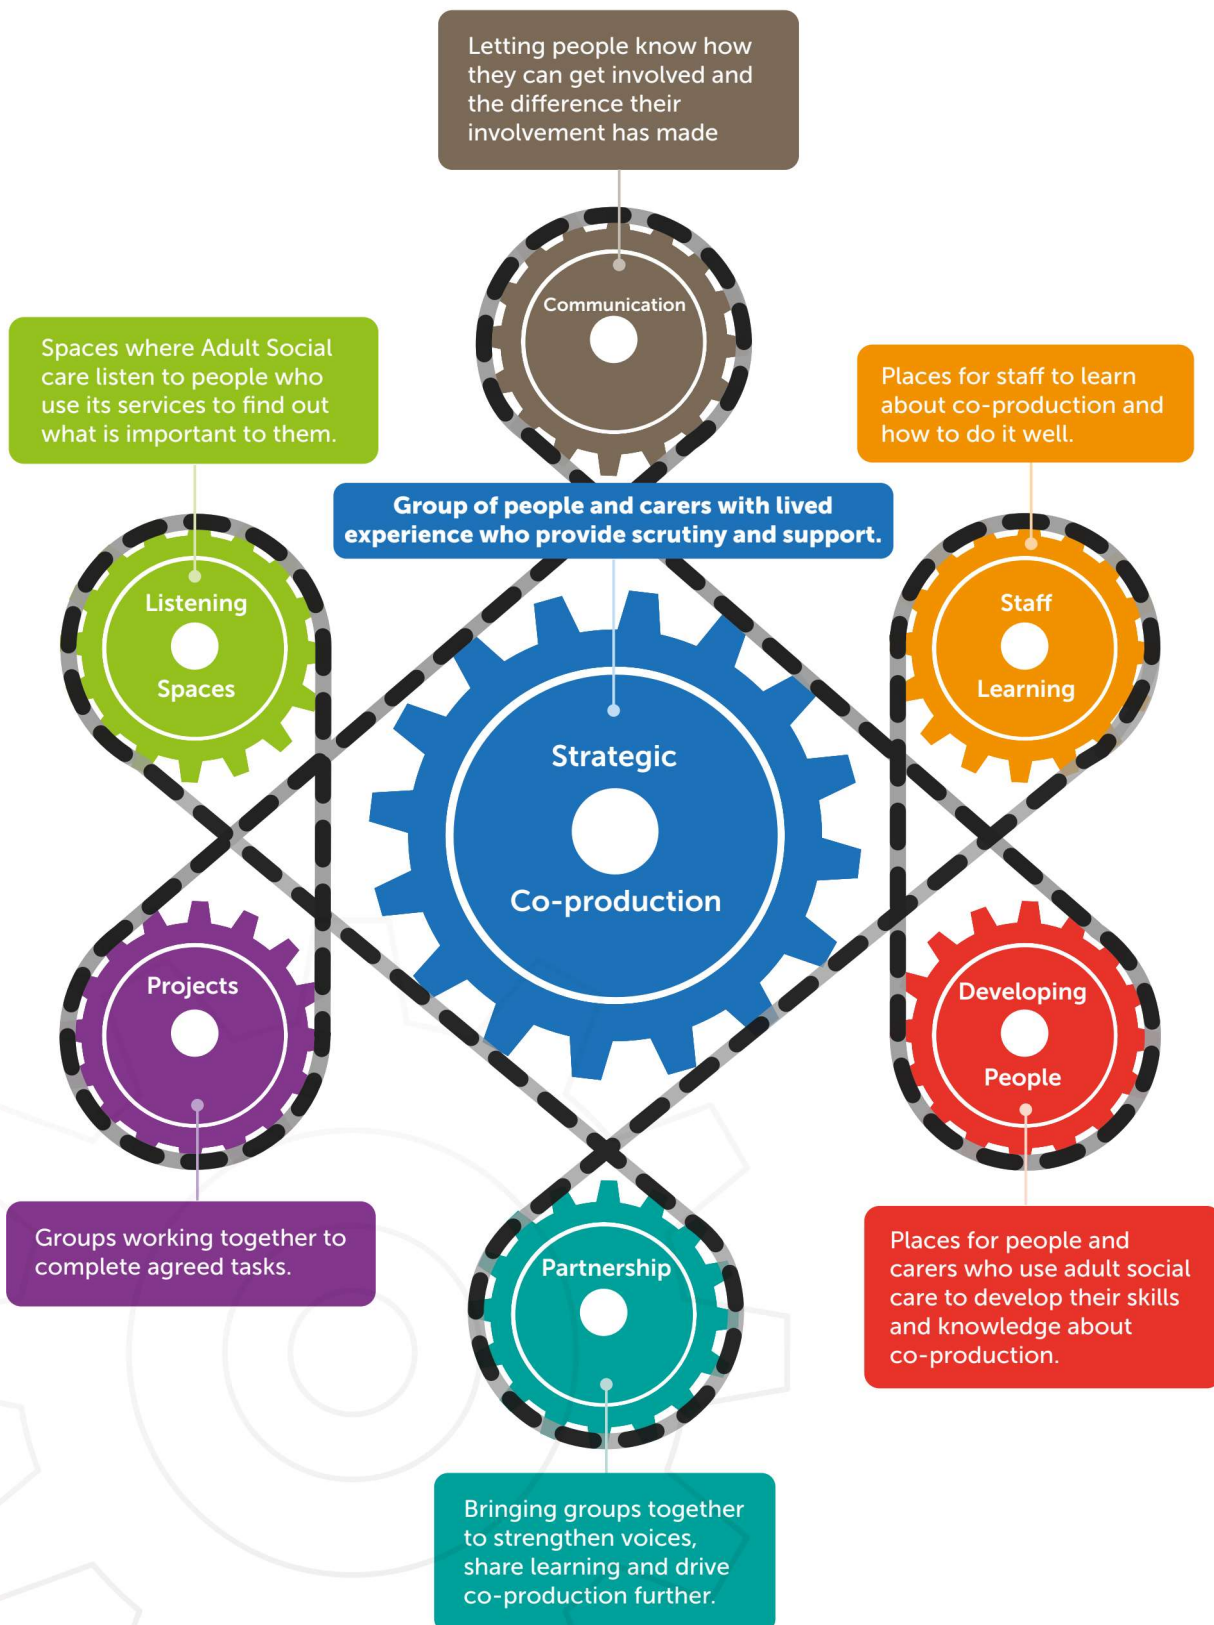 Letting people know how
they can get involved and
the difference their
involvement has made
Communication
Spaces where Adult Social
care listen to people who
use its services to find out
what is important to them.
Places for staff to learn
about co-production and
how to do it well.
Group of people and carers with lived
experience who provide scrutiny and support.
Listening
Spaces
Staff
Learning
Strategic
Co-production
Projects
Developing
People
Groups working together to
complete agreed tasks.
Partnership
Places for people and
carers who use adult social
care to develop their skills
and knowledge about
co-production.
Bringing groups together
to strengthen voices,
share learning and drive
co-production further.